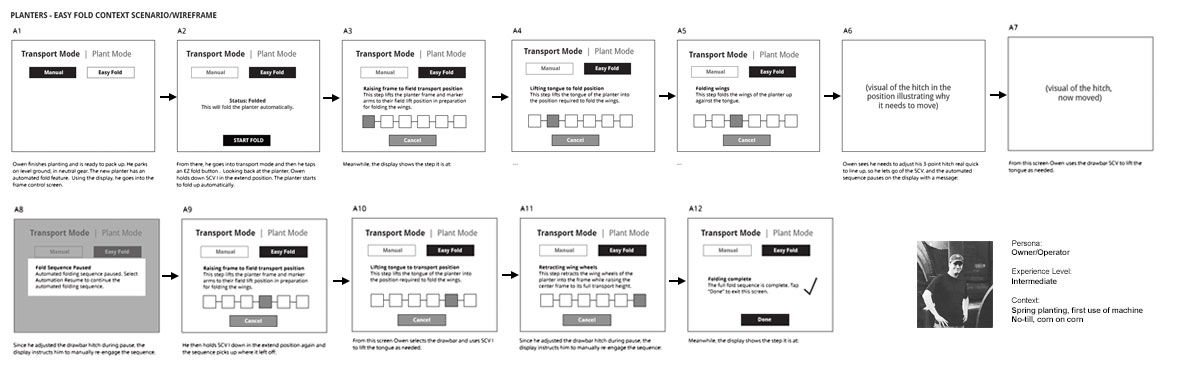 PLANTERS - EASY FOLD CONTEXT SCENARIO/WIREFRAME
A1
Transport Mode | Plant Mode
Manual
Easy Fold
Owen finishes planting and is ready to pack up. He parks
on level ground, in neutral gear. The new planter has an
automated fold feature. Using the display, he goes into the
frame control screen.
A2
Transport Mode | Plant Mode
Manual
Easy Fold
Status: Folded
This will fold the planter automatically.
START FOLD
From there, he goes into transport mode and then he taps
an EZ fold button .. Looking back at the planter, Owen
holds down SCV I in the extend position. The planter starts
to fold up automatically.
A3
Transport Mode | Plant Mode
Manual
Easy Fold
Raising frame to field transport position
This step lifts the planter frame and marker
arms to their field lift position in preparation
for folding the wings.
Cancel
Meanwhile, the display shows the step it is at:
A4
Transport Mode | Plant Mode
Manual
Easy Fold
Lifting tongue to fold position
This step lifts the tongue of the planter into
the position required to fold the wings.
Cancel
...
A5
Transport Mode | Plant Mode
Manual
Easy Fold
Folding wings
This step folds the wings of the planter up
against the tongue.
Cancel
...
A6
(visual of the hitch in the
position illustrating why
it needs to move)
Owen sees he needs to adjust his 3-point hitch real quick
to line up, so he lets go of the SCV, and the automated
sequence pauses on the display with a message:
A7
(visual of the hitch,
now moved)
From this screen Owen uses the drawbar SCV to lift the
tongue as needed.
A8
Transport Mode | Plant Mode
Manual
Easy Fold
Fold Sequence Paused
Automated folding sequence paused. Select
Automation Resume to continue the
automated folding sequence.
Since he adjusted the drawbar hitch during pause, the
display instructs him to manually re-engage the sequence.
A9
Transport Mode | Plant Mode
Manual
Easy Fold
Raising frame to field transport position
This step lifts the planter frame and marker
arms to their field lift position in preparation
for folding the wings.
Cancel
He then holds SCV I down in the extend position again and
the sequence picks up where it left off:
A10
Transport Mode | Plant Mode
Manual
Easy Fold
Lifting tongue to transport position
This step lifts the tongue of the planter into
the position required to fold the wings.
Cancel
From this screen Owen selects the drawbar and uses SCV I
to lift the tongue as needed.
A11
Transport Mode | Plant Mode
Manual
Easy Fold
Retracting wing wheels
This step retracts the wing wheels of the
planter into the frame while raising the
center frame to its full transport height.
Cancel
Since he adjusted the drawbar hitch during pause, the
display instructs him to manually re-engage the sequence:
A12
Transport Mode | Plant Mode
Manual
Easy Fold
Folding complete
The full fold sequence is complete. Tap
"Done" to exit this screen.
Done
Meanwhile, the display shows the step it is at:
Persona:
Owner/Operator
Experience Level:
Intermediate
Context:
Spring planting, first use of machine
No-till, corn on corn